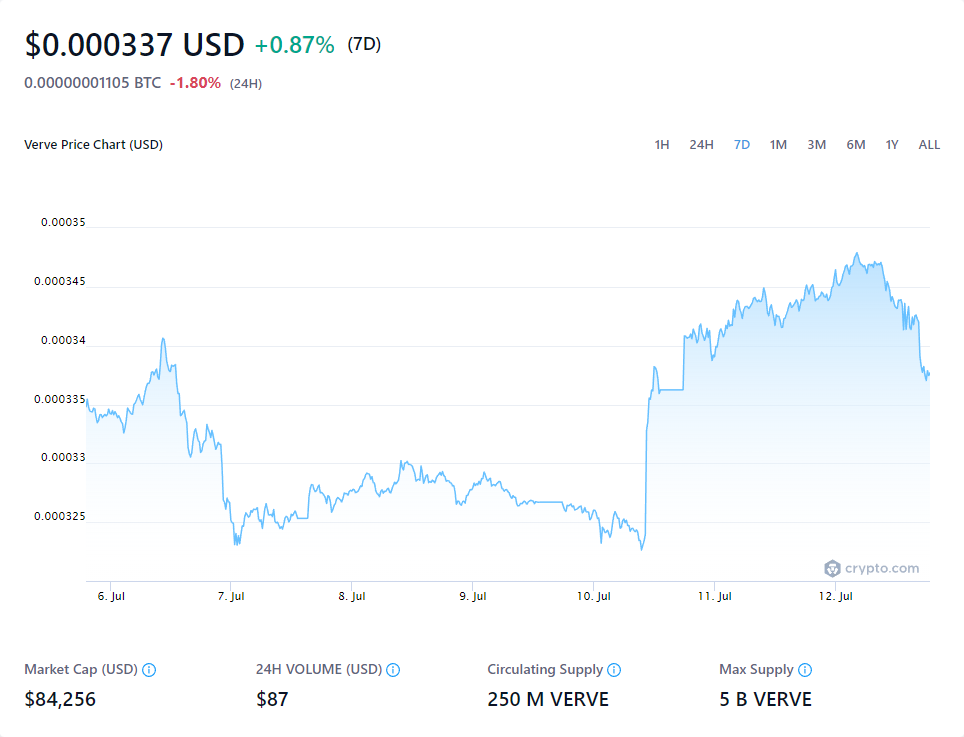 $0.000337 USD +0.87% (7D)
0.00000001105 BTC -1.80% (24H)
Verve Price Chart (USD) 1H 24H 7D 1M 3M 6M 1Y ALL
0.00035
0.000345
0.00034
0.000335
0.00033
0.000325
crypto.com
6. Jul 7. Jul 8. Jul 9. Jul 10. Jul 11. Jul 12. Jul
Market Cap (USD) 24H VOLUME (USD) Circulating Supply Max Supply
$84,256 $87 250 M VERVE 5 B VERVE